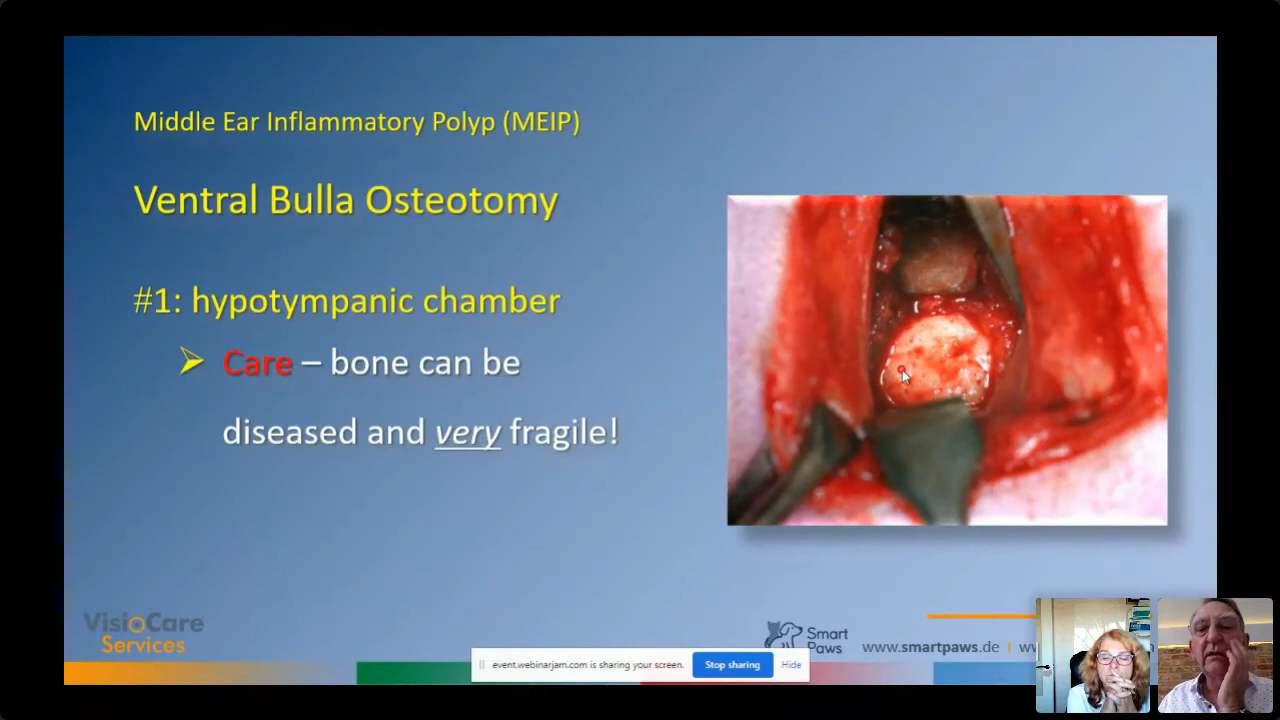 Middle Ear Inflammatory Polyp (MEIP)
Ventral Bulla Osteotomy
#1: hypotympanic chamber
Care – bone can be
diseased and very fragile!
VisioCare
Services
Smart
Paws
www.smartpaws.de
event.webinarjam.com is sharing your screen.
Stop sharing
Hide